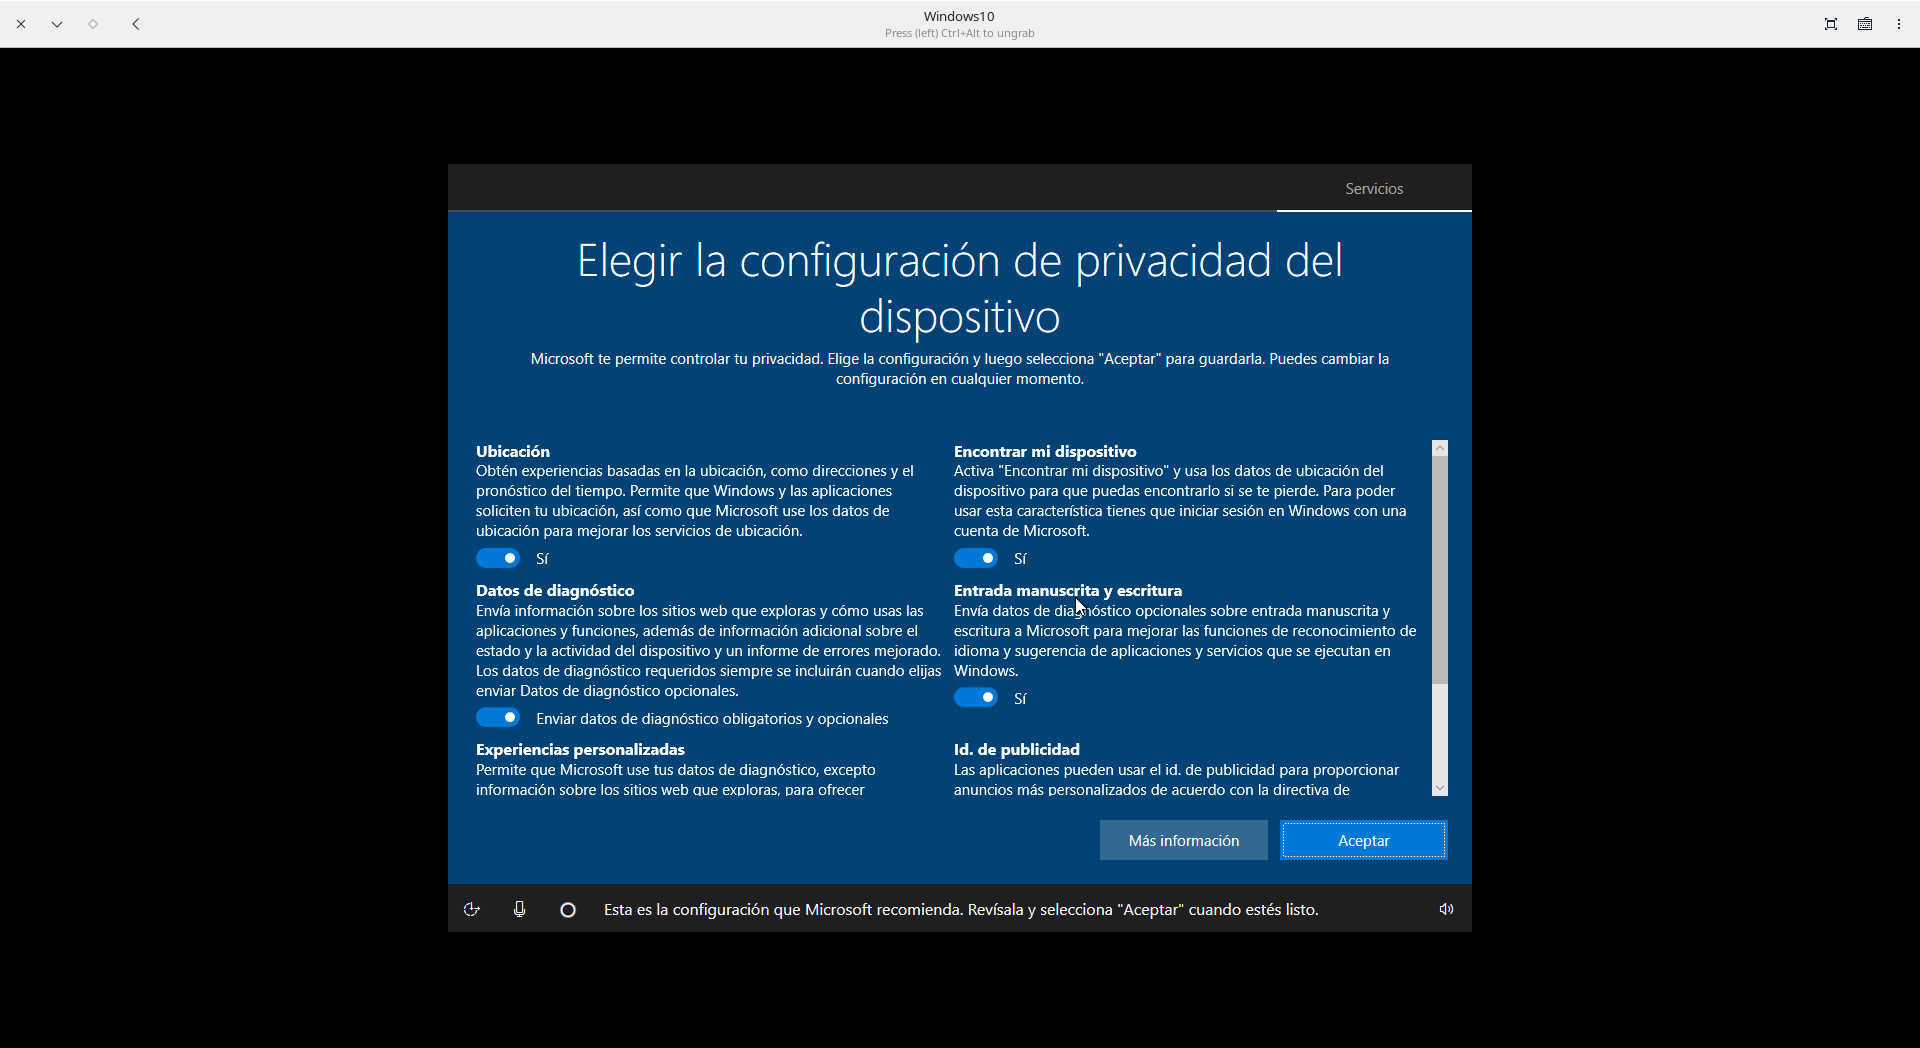 Windows10
Press (left) Ctrl+Alt to ungrab
Servicios
Elegir la configuración de privacidad del
dispositivo
Microsoft te permite controlar tu privacidad. Elige la configuración y luego selecciona "Aceptar" para guardarla. Puedes cambiar la
configuración en cualquier momento.
Ubicación
Obtén experiencias basadas en la ubicación, como direcciones y el
pronóstico del tiempo. Permite que Windows y las aplicaciones
soliciten tu ubicación, así como que Microsoft use los datos de
ubicación para mejorar los servicios de ubicación.
Sí
Encontrar mi dispositivo
Activa "Encontrar mi dispositivo" y usa los datos de ubicación del
dispositivo para que puedas encontrarlo si se te pierde. Para poder
usar esta característica tienes que iniciar sesión en Windows con una
cuenta de Microsoft.
Sí
Datos de diagnóstico
Envía información sobre los sitios web que exploras y cómo usas las
aplicaciones y funciones, además de información adicional sobre el
estado y la actividad del dispositivo y un informe de errores mejorado.
Los datos de diagnóstico requeridos siempre se incluirán cuando elijas
enviar Datos de diagnóstico opcionales.
Enviar datos de diagnóstico obligatorios y opcionales
Entrada manuscrita y escritura
Envía datos de diagnóstico opcionales sobre entrada manuscrita y
escritura a Microsoft para mejorar las funciones de reconocimiento de
idioma y sugerencia de aplicaciones y servicios que se ejecutan en
Windows.
Sí
Experiencias personalizadas
Permite que Microsoft use tus datos de diagnóstico, excepto
información sobre los sitios web que exploras, para ofrecer
Id. de publicidad
Las aplicaciones pueden usar el id. de publicidad para proporcionar
anuncios más personalizados de acuerdo con la directiva de
Más información
Aceptar
Esta es la configuración que Microsoft recomienda. Revísala y selecciona "Aceptar" cuando estés listo.